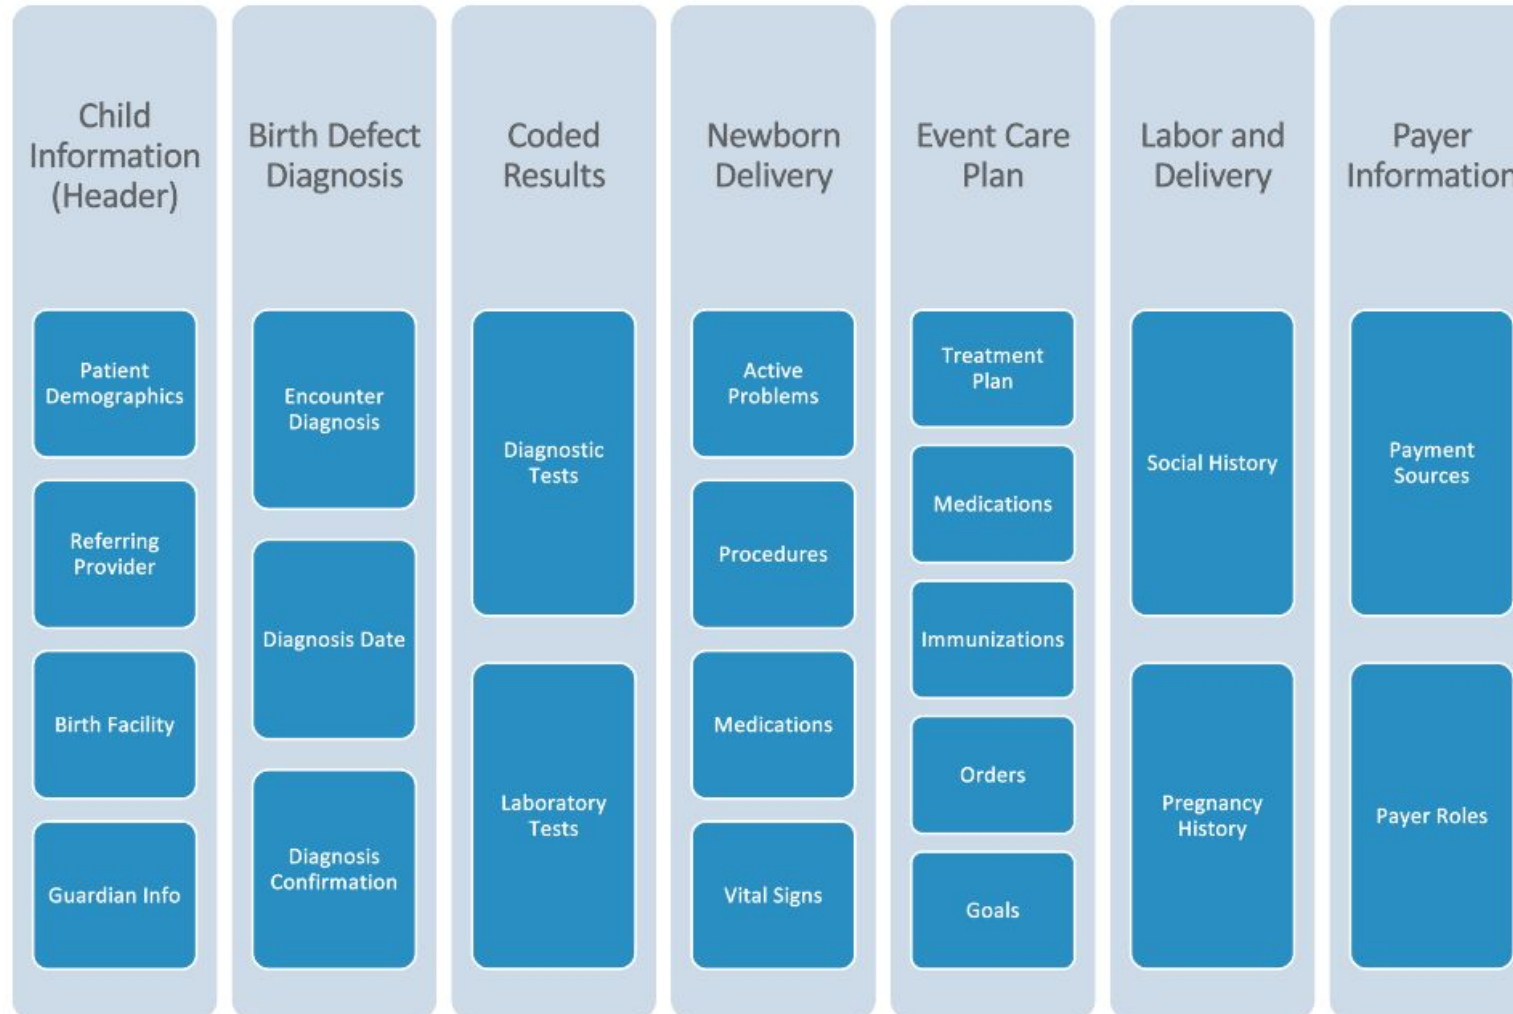 Child
Information
(Header)
Patient
Demographics
Referring
Provider
Birth Facility
Guardian Info
Birth Defect
Diagnosis
Encounter
Diagnosis
Diagnosis Date
Diagnosis
Confirmation
Coded
Results
Diagnostic
Tests
Laboratory
Tests
Newborn
Delivery
Active
Problems
Procedures
Medications
Vital Signs
Event Care
Plan
Treatment
Plan
Medications
Immunizations
Orders
Goals
Labor and
Delivery
Social History
Pregnancy
History
Payer
Information
Payment
Sources
Payer Roles